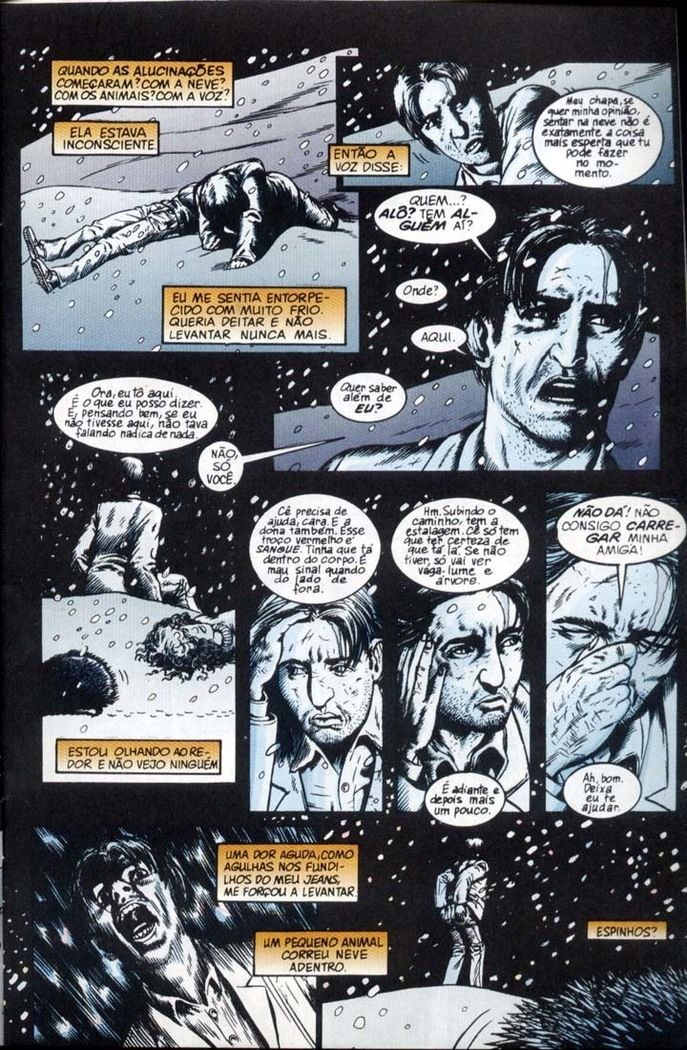 QUANDO AS ALUCINAÇÕES
COMEÇARAM? COM A NEVE?
COM OS ANIMAIS? COM A VOZ?
ELA ESTAVA
INCONSCIENTE.
EU ME SENTIA ENTORPE-
CIDO COM MUITO FRIO.
QUERIA DEITAR E NÃO
LEVANTAR NUNCA MAIS.
ENTÃO A
VOZ DISSE:
Meu chapa, se
quer minha opinião,
sentar na neve não é
exatamente a coisa
mais esperta que tu
pode fazer
no mo-
mento.
QUEM...?
ALÔ? TEM AL-
GUÉM AÍ?
Onde?
AQUI.
Quer saber
além de
EU?
NÃO,
SÓ
VOCÊ.
Ora, eu tô aqui.
É o que eu posso dizer.
E, pensando bem, se eu
não tivesse aqui, não tava
falando nadica de nada.
ESTOU OLHANDO AO RE-
DOR E NÃO VEJO NINGUÉM
Cê precisa de
ajuda, cara. E a
dona também. Esse
troço vermelho é
SANGUE. Tinha que tá
dentro do corpo. É
mau sinal quando
do lado de
fora.
Hm. Subindo o
caminho, tem a
estalagem. Cê só tem
que ter certeza de
que tá lá. Se não
tiver, só vai ver
vaga-lume e
árvore.
É adiante e
depois mais
um pouco.
NÃO DÁ! NÃO
CONSIGO CARRE-
GAR MINHA
AMIGA!
Ah, bom.
Deixa
eu te
ajudar.
UMA DOR AGUDA, COMO
AGULHAS NOS FUNDI-
LHOS DO MEU JEANS,
ME FORÇOU A LEVANTAR.
UM PEQUENO ANIMAL
CORREU NEVE
ADENTRO.
ESPINHOS?